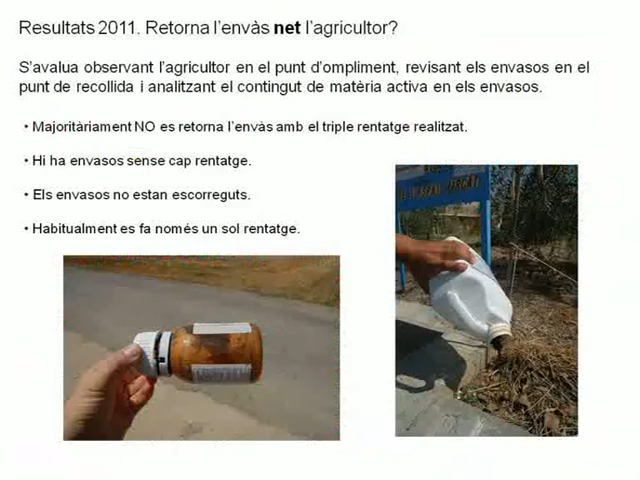 Resultats 2011. Retorna l'envàs net l'agricultor?
S'avalua observant l'agricultor en el punt d'ompliment, revisant els envasos en el
punt de recollida i analitzant el contingut de matèria activa en els envasos.
• Majoritàriament NO es retorna l'envàs amb el triple rentatge realitzat.
• Hi ha envasos sense cap rentatge.
• Els envasos no estan escorreguts.
• Habitualment es fa només un sol rentatge.